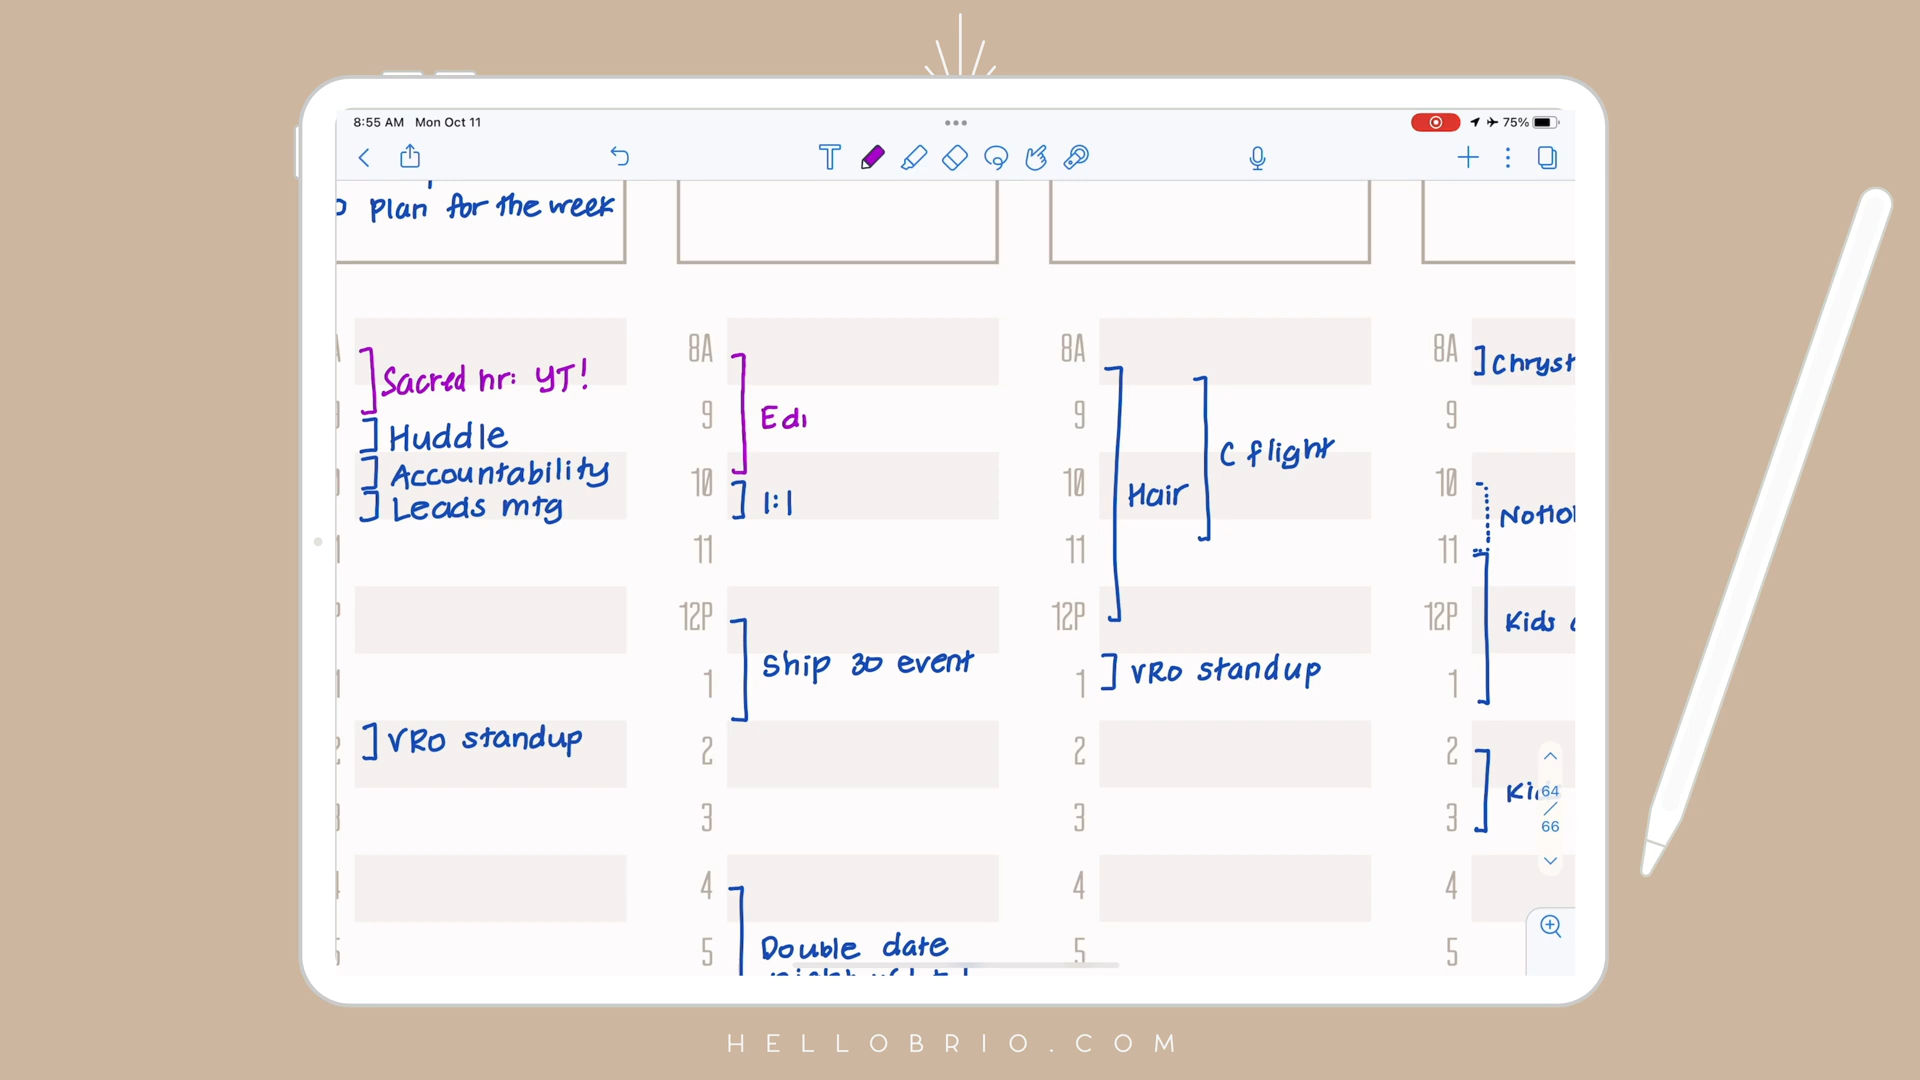 8:55 AM Mon Oct 11
75%
T
Plan for the week
8A
9
10
11
12P
1
2
3
4
5
8A
9
10
11
12P
1
2
3
4
5
8A
9
10
11
12P
1
2
3
4
5
Sacred hr: YT!
Huddle
Accountability
Leads mtg
VRO standup
Edi
1:1
Ship 30 event
Double date
Hair
C flight
VRO standup
Chryst
Notion
Kids
64
66
HELLOBRIO.COM